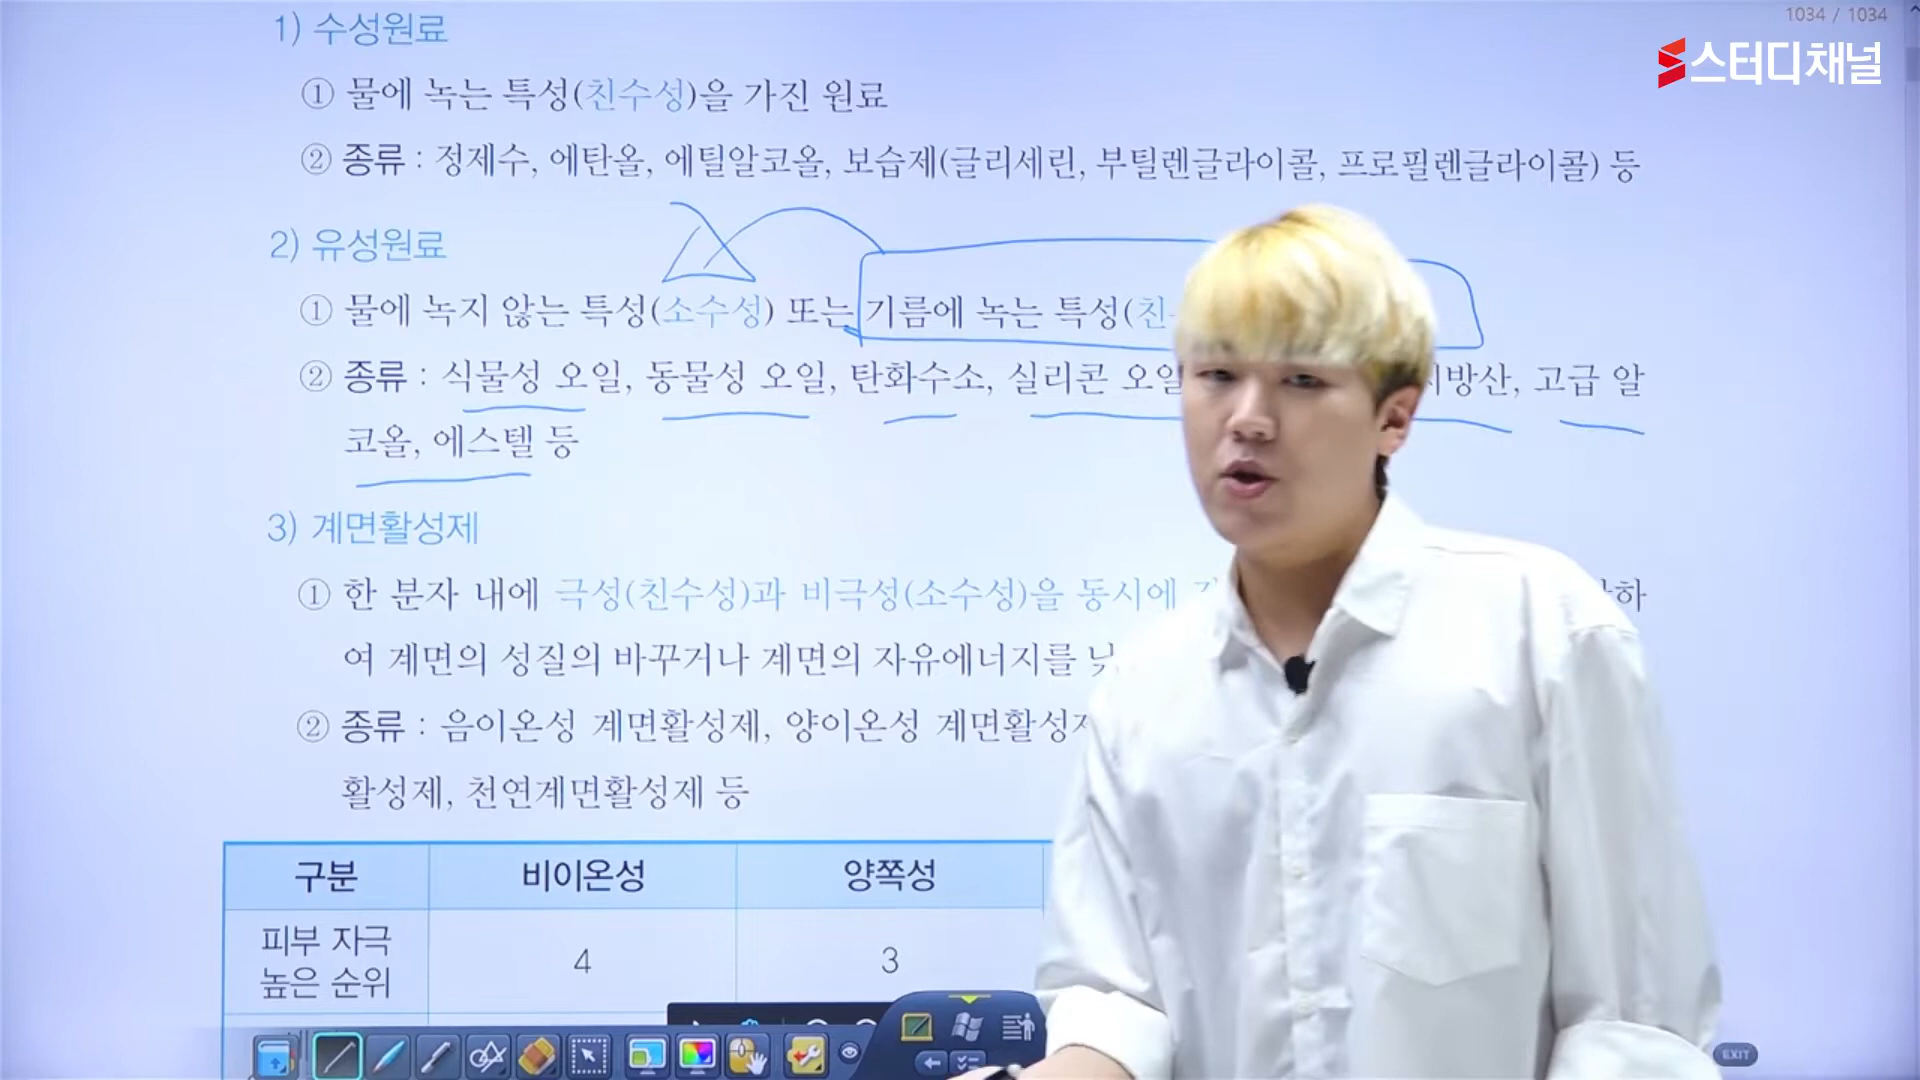 1034 / 1034
스터디채널
1) 수성원료
① 물에 녹는 특성(친수성)을 가진 원료
② 종류 : 정제수, 에탄올, 에틸알코올, 보습제(글리세린, 부틸렌글라이콜, 프로필렌글라이콜) 등
2) 유성원료
① 물에 녹지 않는 특성(소수성) 또는 기름에 녹는 특성(친
② 종류 : 식물성 오일, 동물성 오일, 탄화수소, 실리콘 오일 지방산, 고급 알
코올, 에스텔 등
3) 계면활성제
① 한 분자 내에 극성(친수성)과 비극성(소수성)을 동시에 하
여 계면의 성질의 바꾸거나 계면의 자유에너지를
② 종류 : 음이온성 계면활성제, 양이온성 계면활성제
활성제, 천연계면활성제 등
구분 비이온성 양쪽성
피부 자극
높은 순위 4 3
EXIT